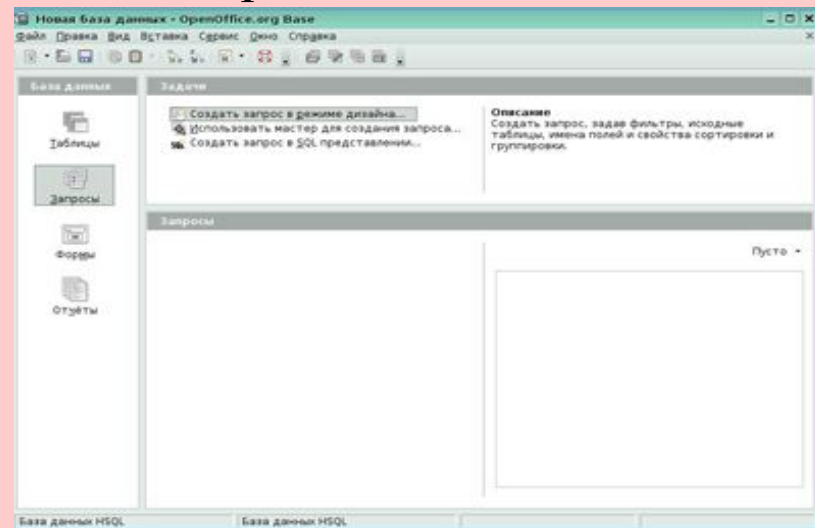 Новая база данных - OpenOffice.org Base
Файл Правка Вид Вставка Сервис Окно Справка
База данных
Задачи
Таблицы
Запросы
Формы
Отчёты
Создать запрос в режиме дизайна...
Использовать мастер для создания запроса...
SQL Создать запрос в SQL представлении...
Описание
Создать запрос, задав фильтры, исходные
таблицы, имена полей и свойства сортировки и
группировки.
Запросы
Пусто
База данных HSQL
База данных HSQL